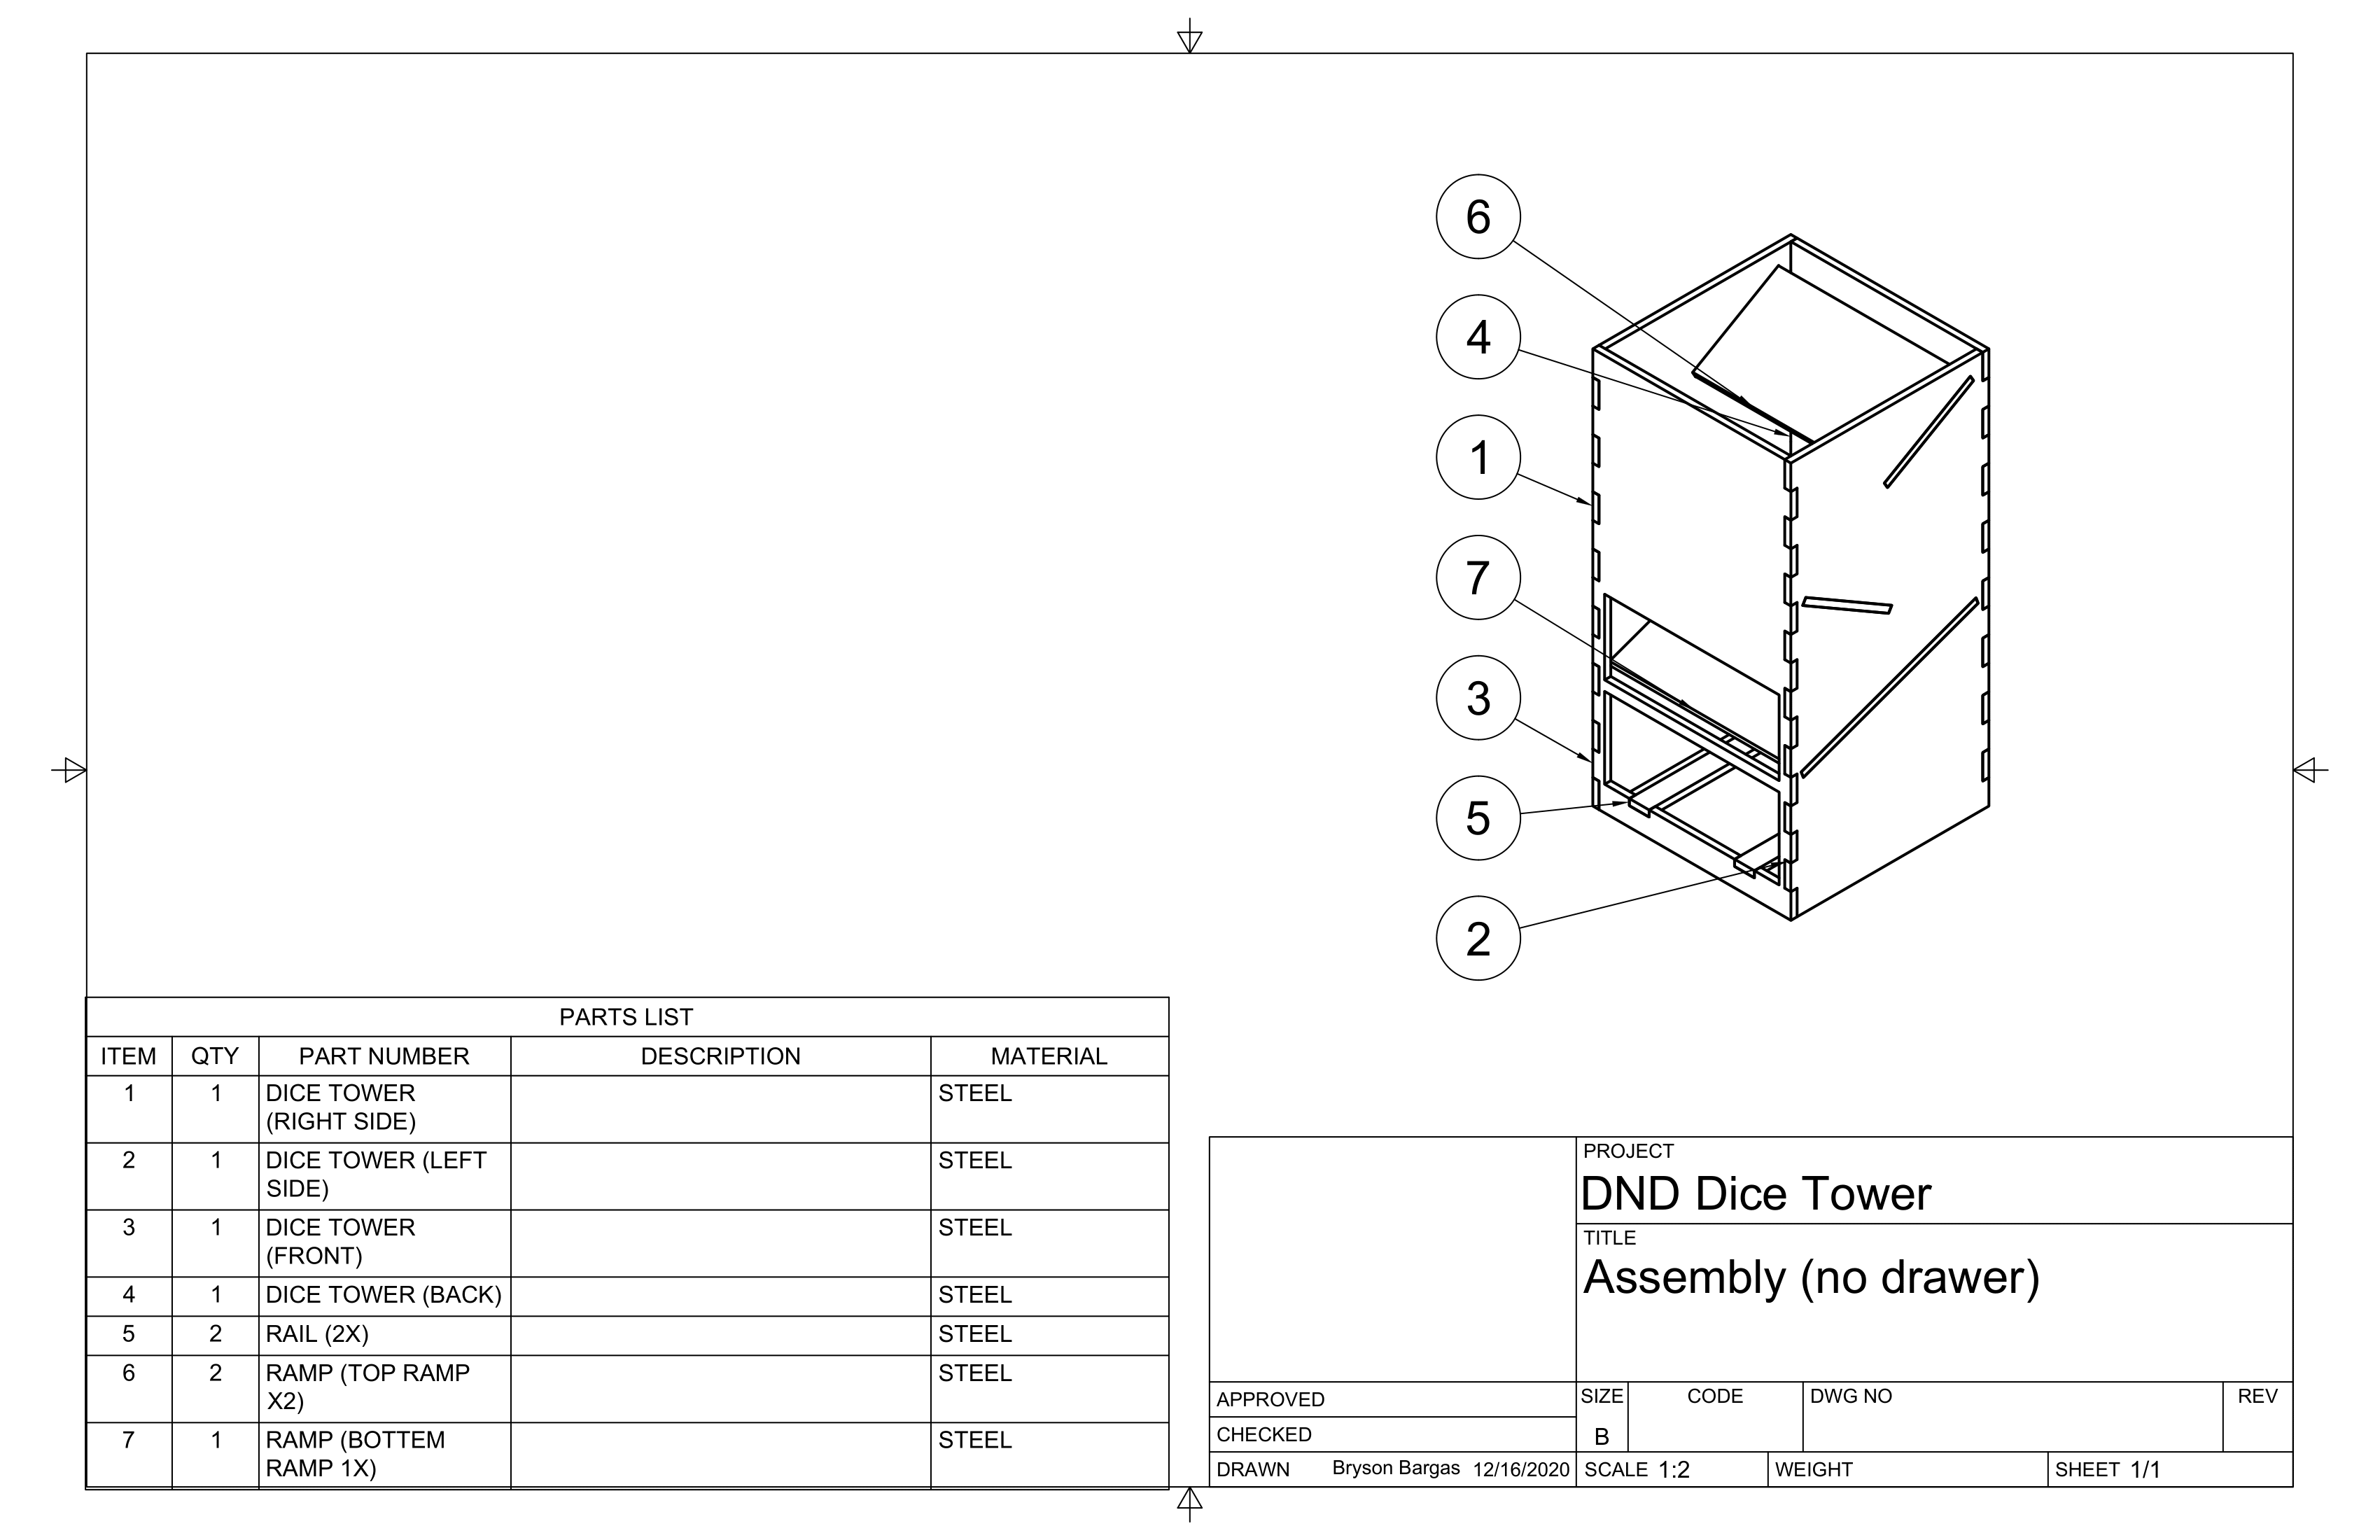 6
4
1
7
3
5
2
PARTS LIST
ITEM QTY PART NUMBER DESCRIPTION MATERIAL
1 1 DICE TOWER STEEL
(RIGHT SIDE)
2 1 DICE TOWER (LEFT STEEL
SIDE)
3 1 DICE TOWER STEEL
(FRONT)
4 1 DICE TOWER (BACK) STEEL
5 2 RAIL (2X) STEEL
6 2 RAMP (TOP RAMP STEEL
X2)
7 1 RAMP (BOTTEM STEEL
RAMP 1X)
PROJECT
DND Dice Tower
TITLE
Assembly (no drawer)
APPROVED
CHECKED
DRAWN Bryson Bargas 12/16/2020
SIZE CODE DWG NO REV
B
SCALE 1:2 WEIGHT SHEET 1/1